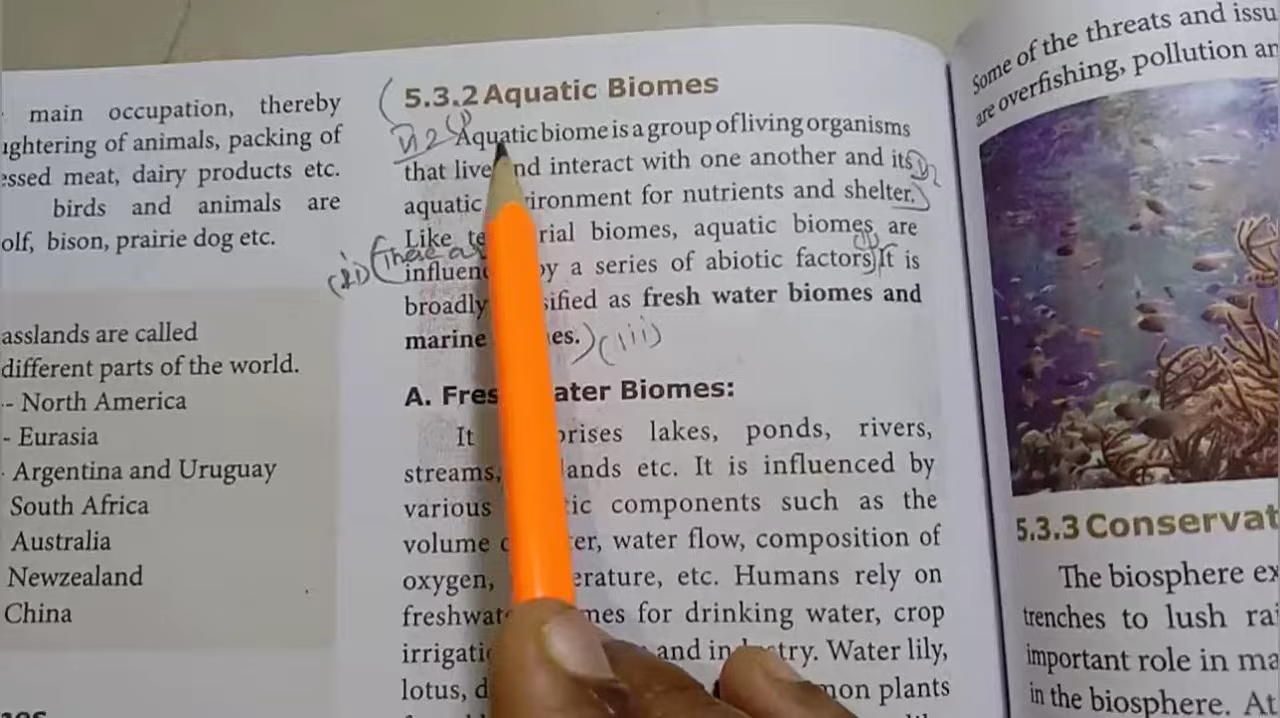 main occupation, thereby
ughtering of animals, packing of
essed meat, dairy products etc.
birds and animals are
olf, bison, prairie dog etc.
asslands are called
different parts of the world.
- North America
- Eurasia
Argentina and Uruguay
South Africa
Australia
Newzealand
China
5.3.2 Aquatic Biomes
Aquatic biome is a group of living organisms
that live nd interact with one another and its
aquatic ironment for nutrients and shelter.
Like te rial biomes, aquatic biomes are
There a
influenc by a series of abiotic factors. It is
broadly sified as fresh water biomes and
marine es. (iii)
A. Fres ater Biomes:
It prises lakes, ponds, rivers,
streams, lands etc. It is influenced by
various tic components such as the
volume ter, water flow, composition of
oxygen, erature, etc. Humans rely on
freshwat mes for drinking water, crop
irrigati and industry. Water lily,
lotus, d mon plants
Some of the threats and issu
are overfishing, pollution an
5.3.3 Conservat
The biosphere ex
trenches to lush rai
important role in ma
in the biosphere. At